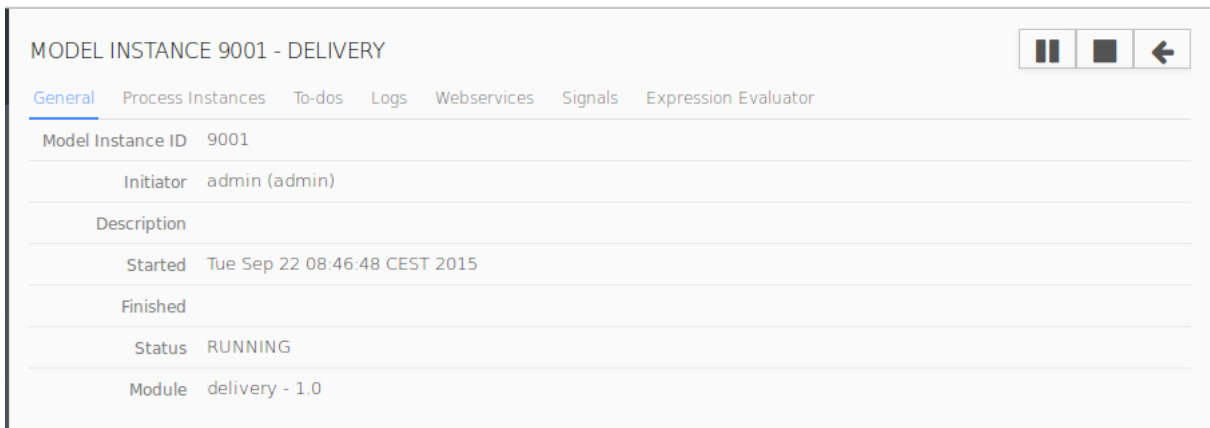 MODEL INSTANCE 9001 - DELIVERY
General Process Instances To-dos Logs Webservices Signals Expression Evaluator
Model Instance ID 9001
Initiator admin (admin)
Description
Started Tue Sep 22 08:46:48 CEST 2015
Finished
Status RUNNING
Module delivery - 1.0